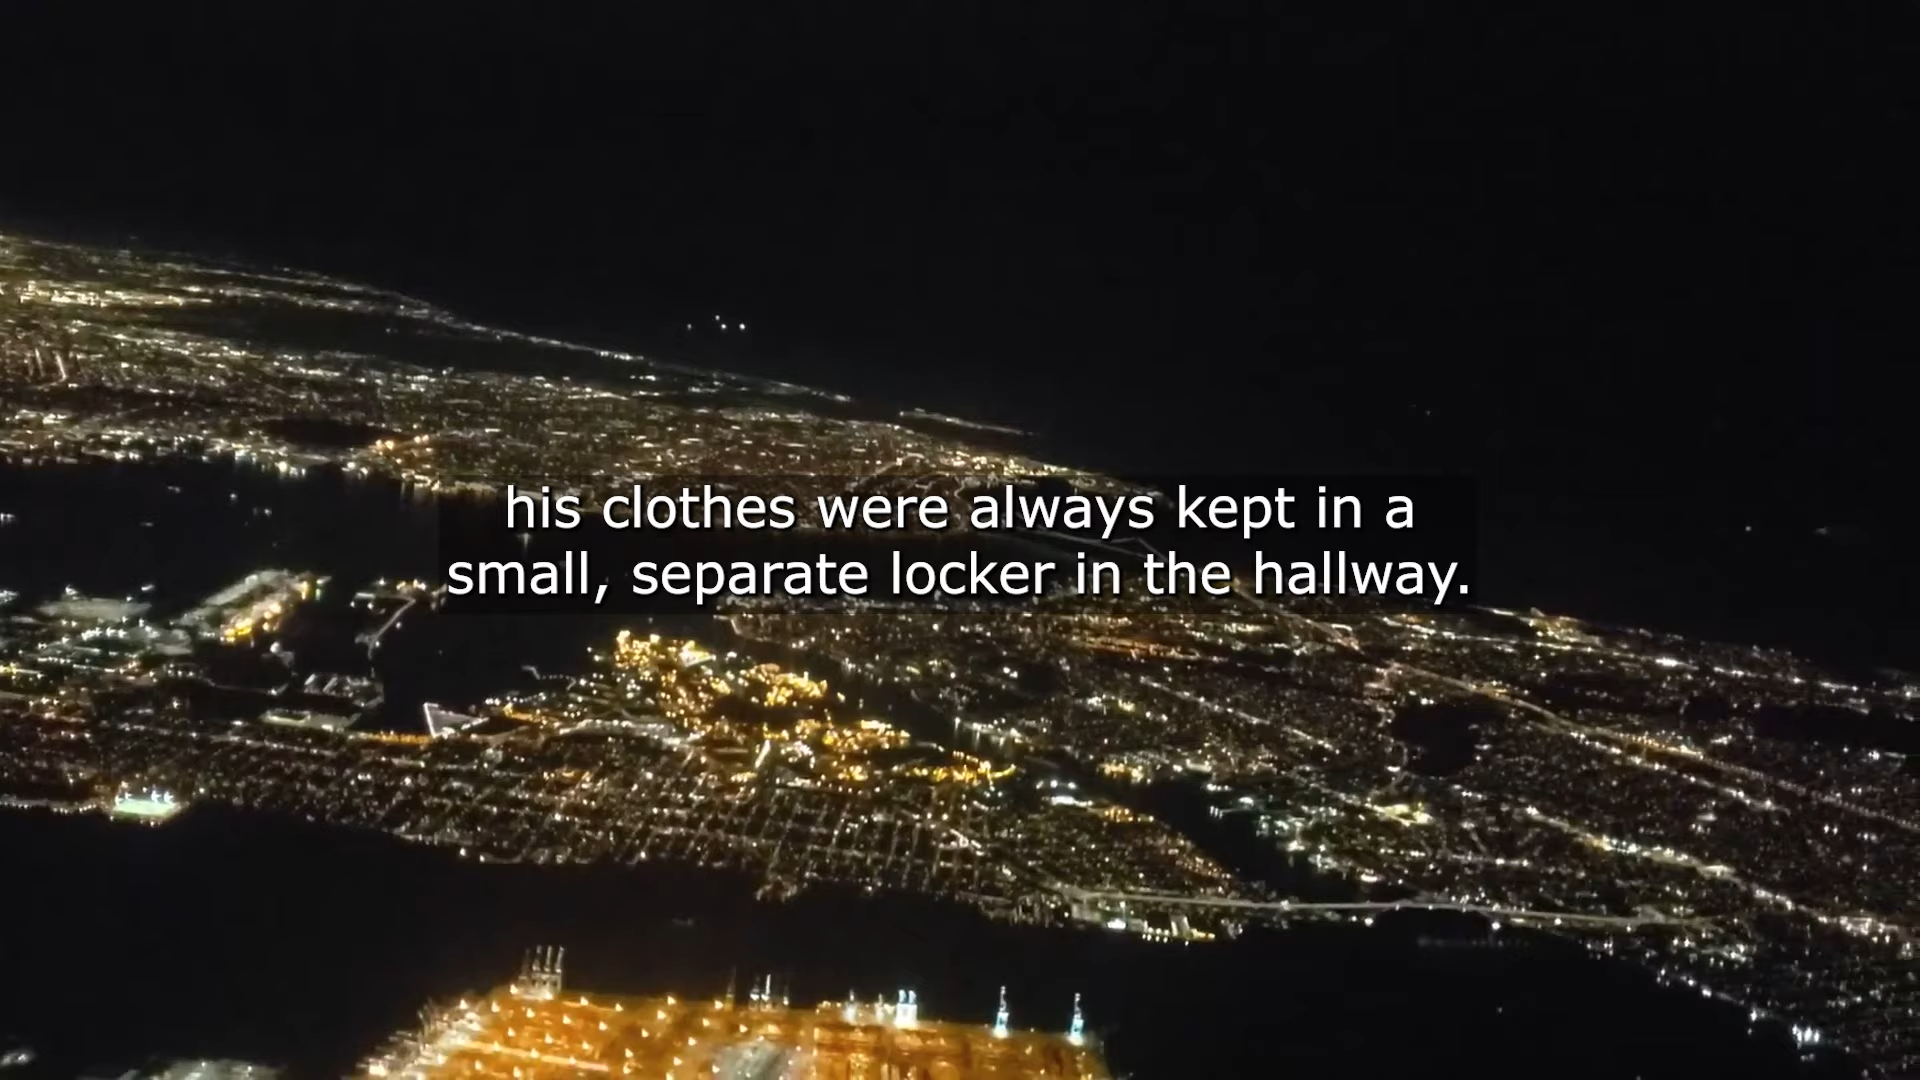 his clothes were always kept in a
small, separate locker in the hallway.